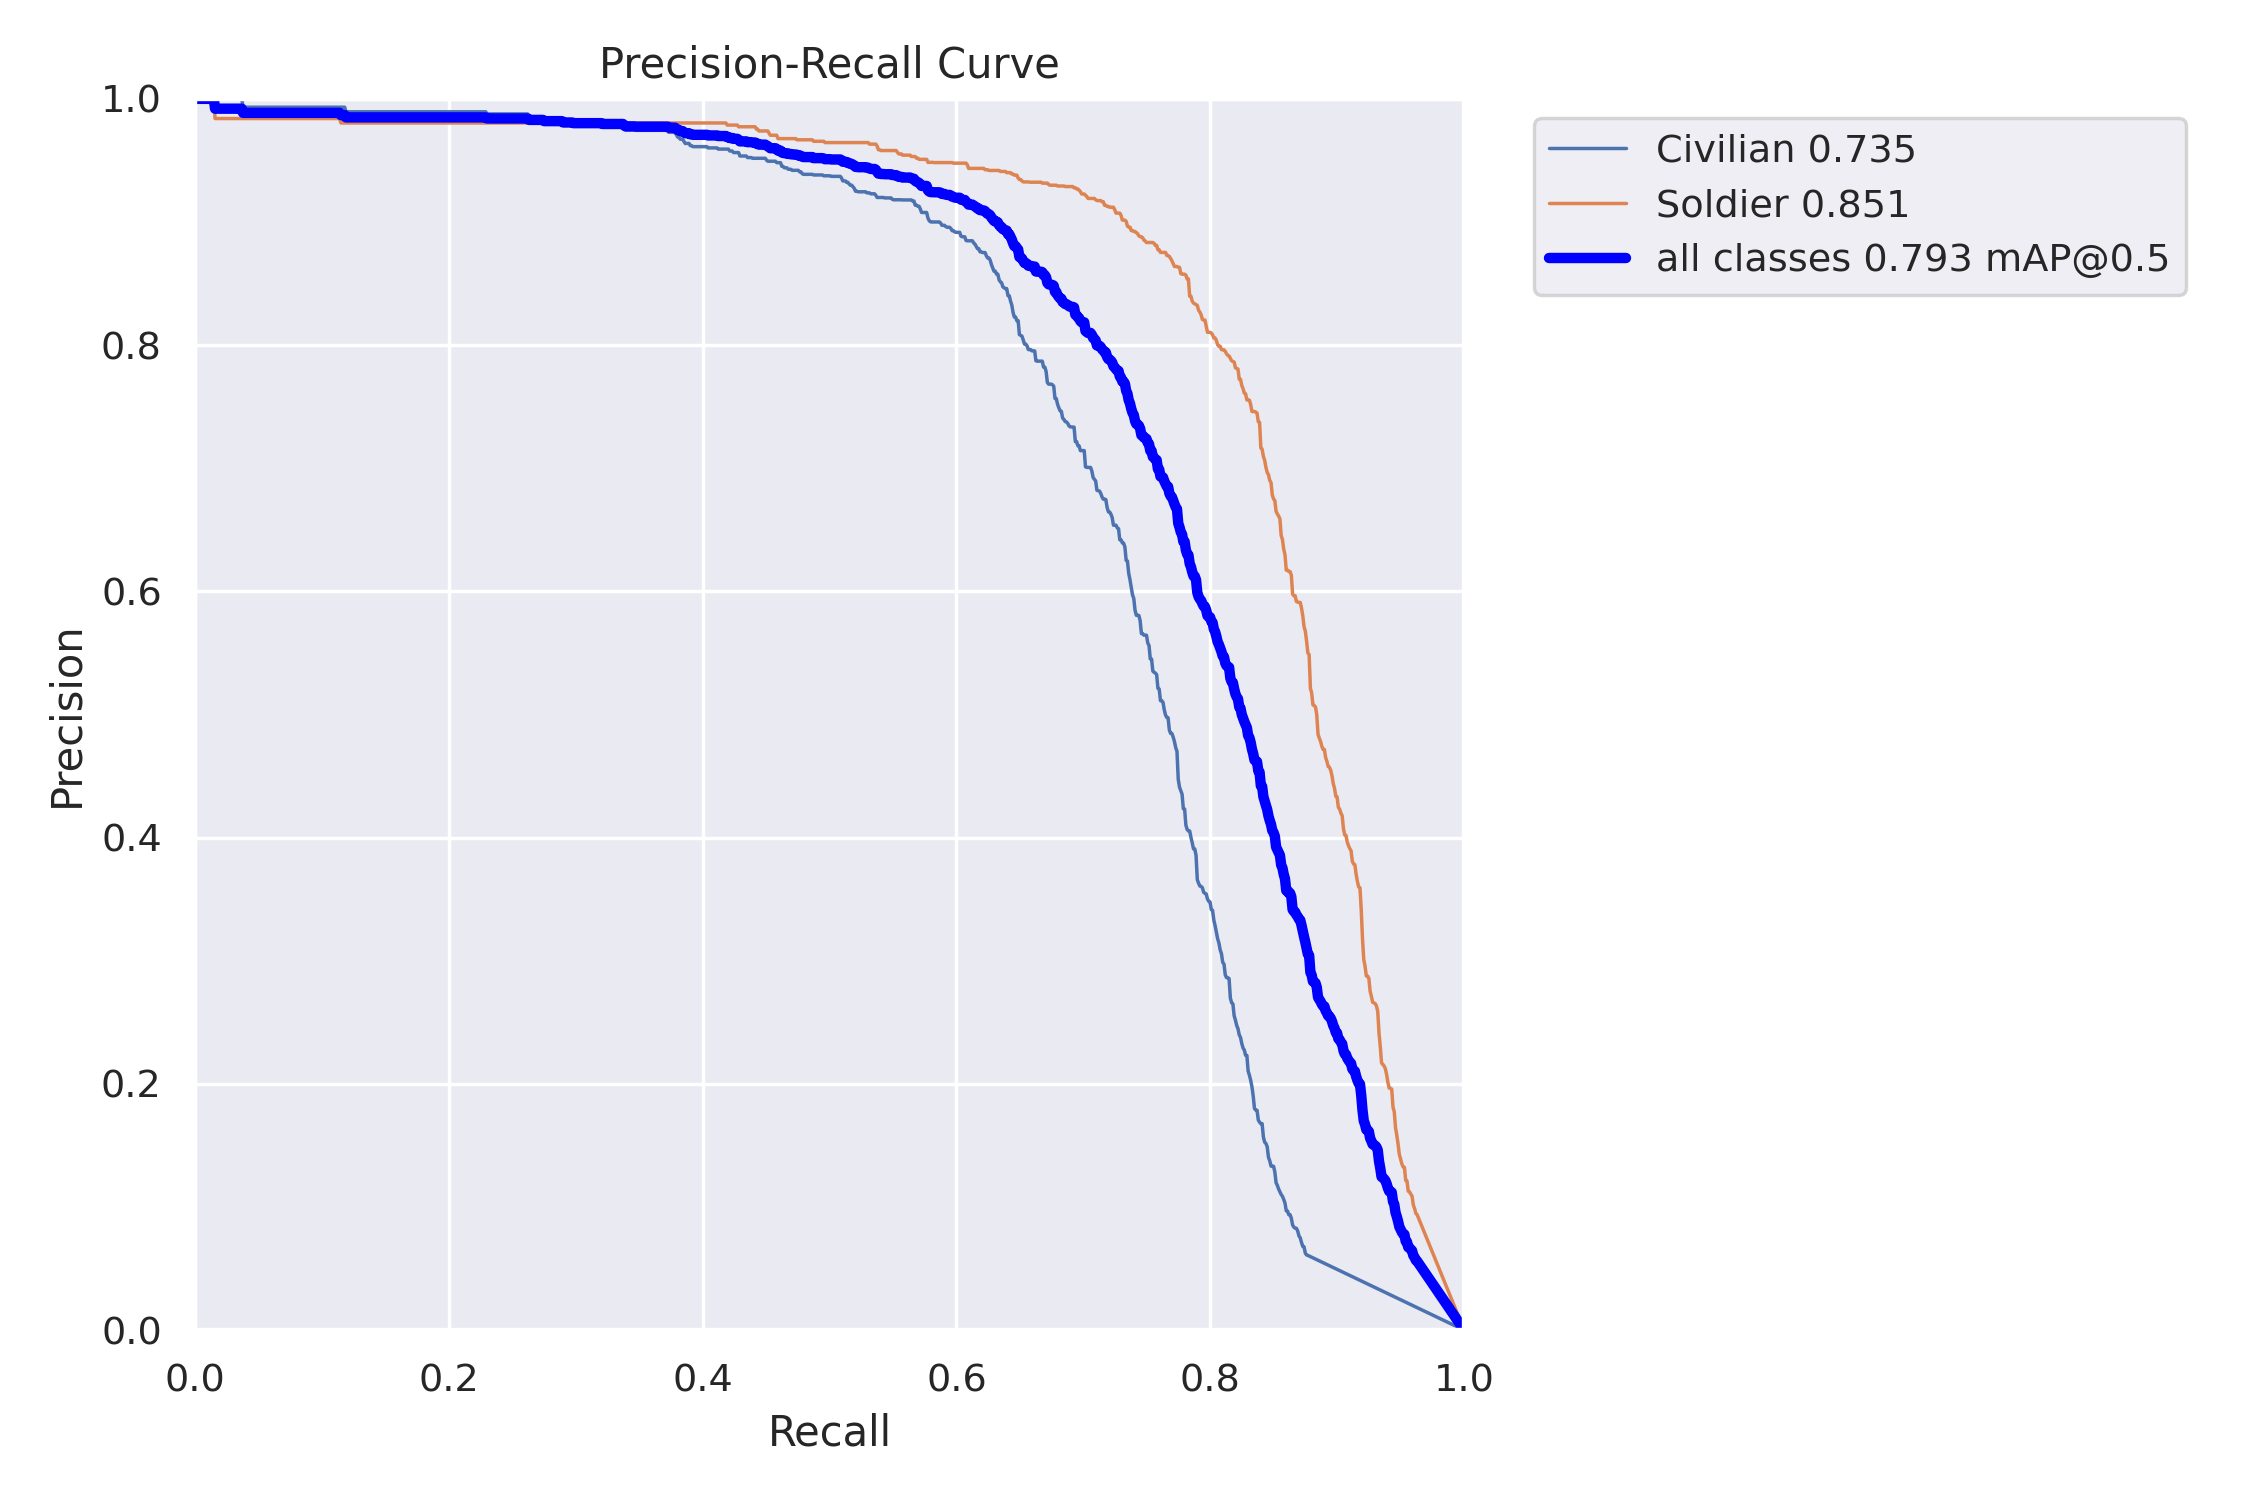 Precision-Recall Curve
1.0
0.8
0.6
0.4
0.2
0.0
Precision
0.0 0.2 0.4 0.6 0.8 1.0
Recall
Civilian 0.735
Soldier 0.851
all classes 0.793 mAP@0.5